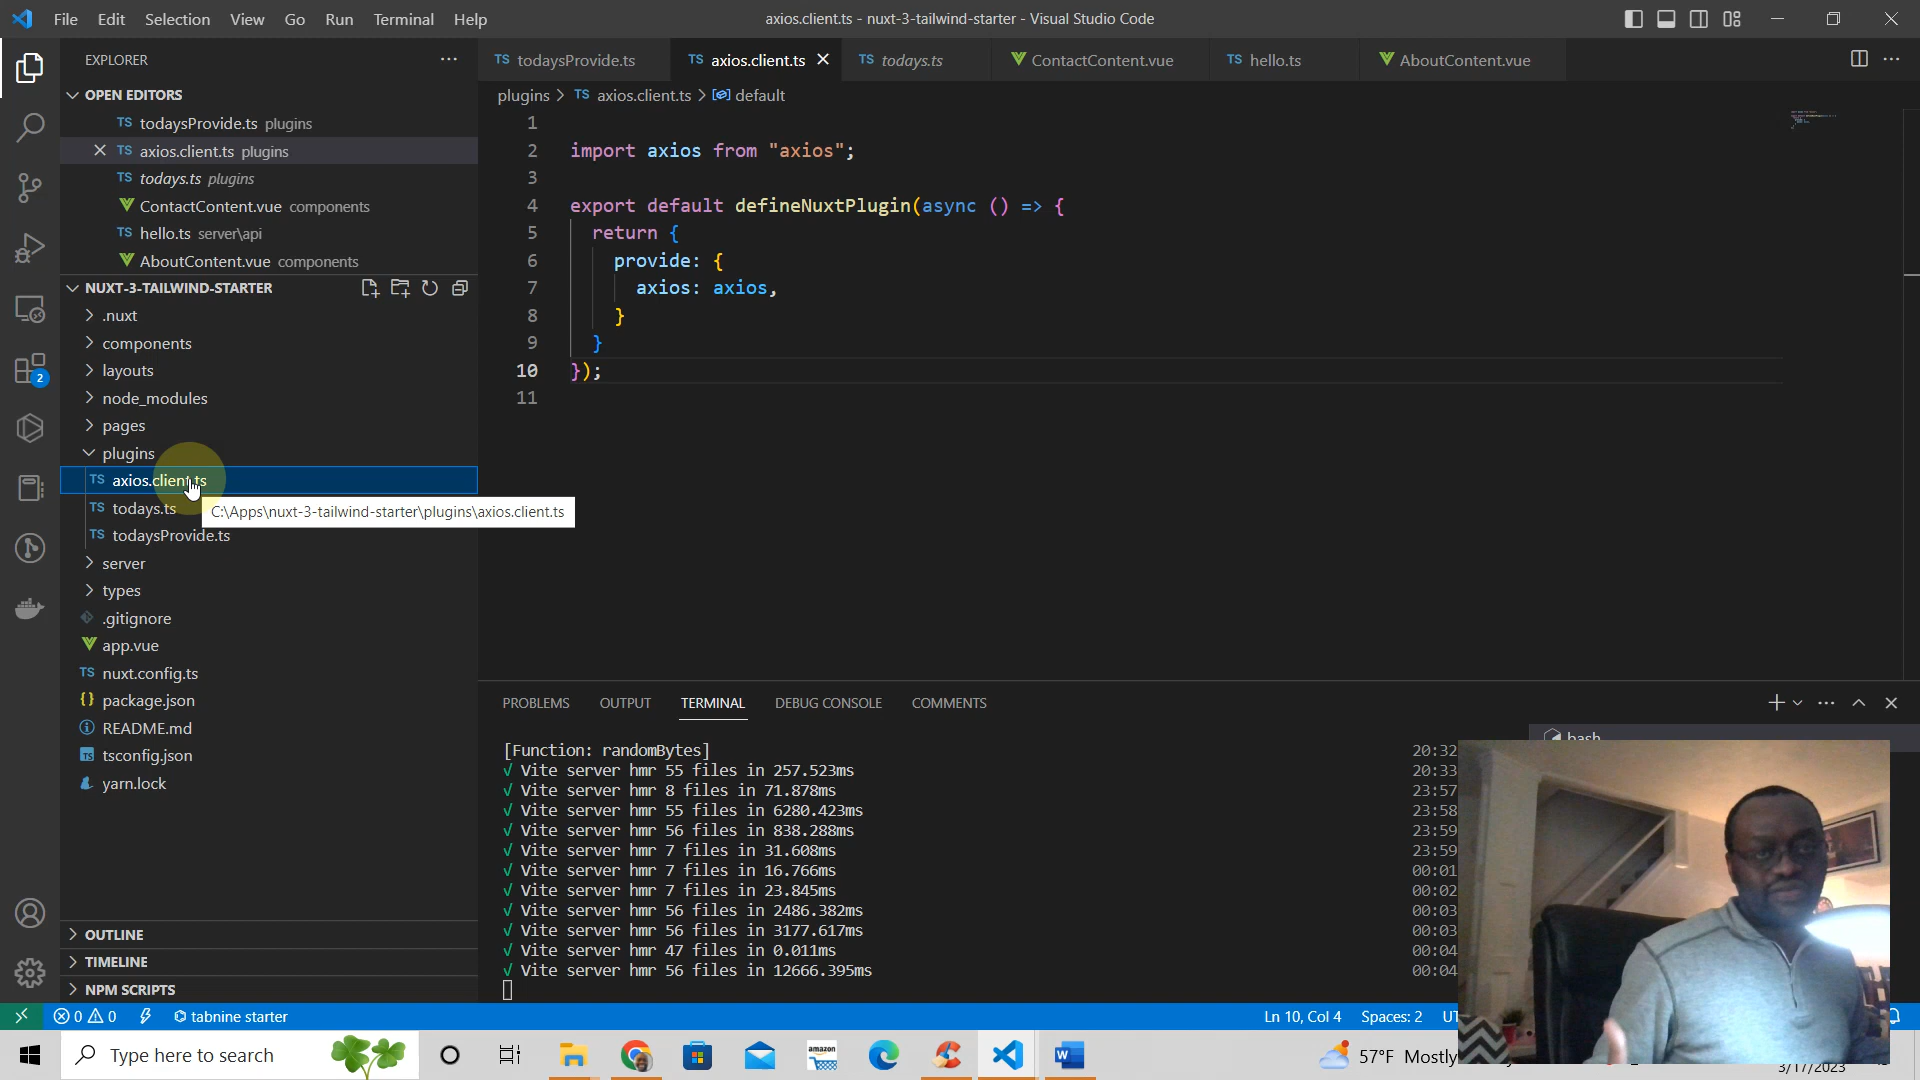 File Edit Selection View Go Run Terminal Help
axios.client.ts - nuxt-3-tailwind-starter - Visual Studio Code
EXPLORER
OPEN EDITORS
TS todaysProvide.ts plugins
TS axios.client.ts plugins
TS todays.ts plugins
ContactContent.vue components
TS hello.ts server\api
AboutContent.vue components
NUXT-3-TAILWIND-STARTER
.nuxt
components
layouts
node_modules
pages
plugins
TS axios.client.ts
TS todays.ts
C:\Apps\nuxt-3-tailwind-starter\plugins\axios.client.ts
TS todaysProvide.ts
server
types
.gitignore
app.vue
TS nuxt.config.ts
{} package.json
README.md
TS tsconfig.json
yarn.lock
OUTLINE
TIMELINE
NPM SCRIPTS
2
TS todaysProvide.ts TS axios.client.ts TS todays.ts ContactContent.vue TS hello.ts AboutContent.vue
plugins > TS axios.client.ts > default
1
2 import axios from "axios";
3
4 export default defineNuxtPlugin(async () => {
5 return {
6 provide: {
7 axios: axios,
8 }
9 }
10 });
11
PROBLEMS OUTPUT TERMINAL DEBUG CONSOLE COMMENTS
bash
[Function: randomBytes] 20:32
√ Vite server hmr 55 files in 257.523ms 20:33
√ Vite server hmr 8 files in 71.878ms 23:57
√ Vite server hmr 55 files in 6280.423ms 23:58
√ Vite server hmr 56 files in 838.288ms 23:59
√ Vite server hmr 7 files in 31.608ms 23:59
√ Vite server hmr 7 files in 16.766ms 00:01
√ Vite server hmr 7 files in 23.845ms 00:02
√ Vite server hmr 56 files in 2486.382ms 00:03
√ Vite server hmr 56 files in 3177.617ms 00:03
√ Vite server hmr 47 files in 0.011ms 00:04
√ Vite server hmr 56 files in 12666.395ms 00:04
0 0 tabnine starter Ln 10, Col 4 Spaces: 2
Type here to search
amazon
57°F Mostly
3/17/2023